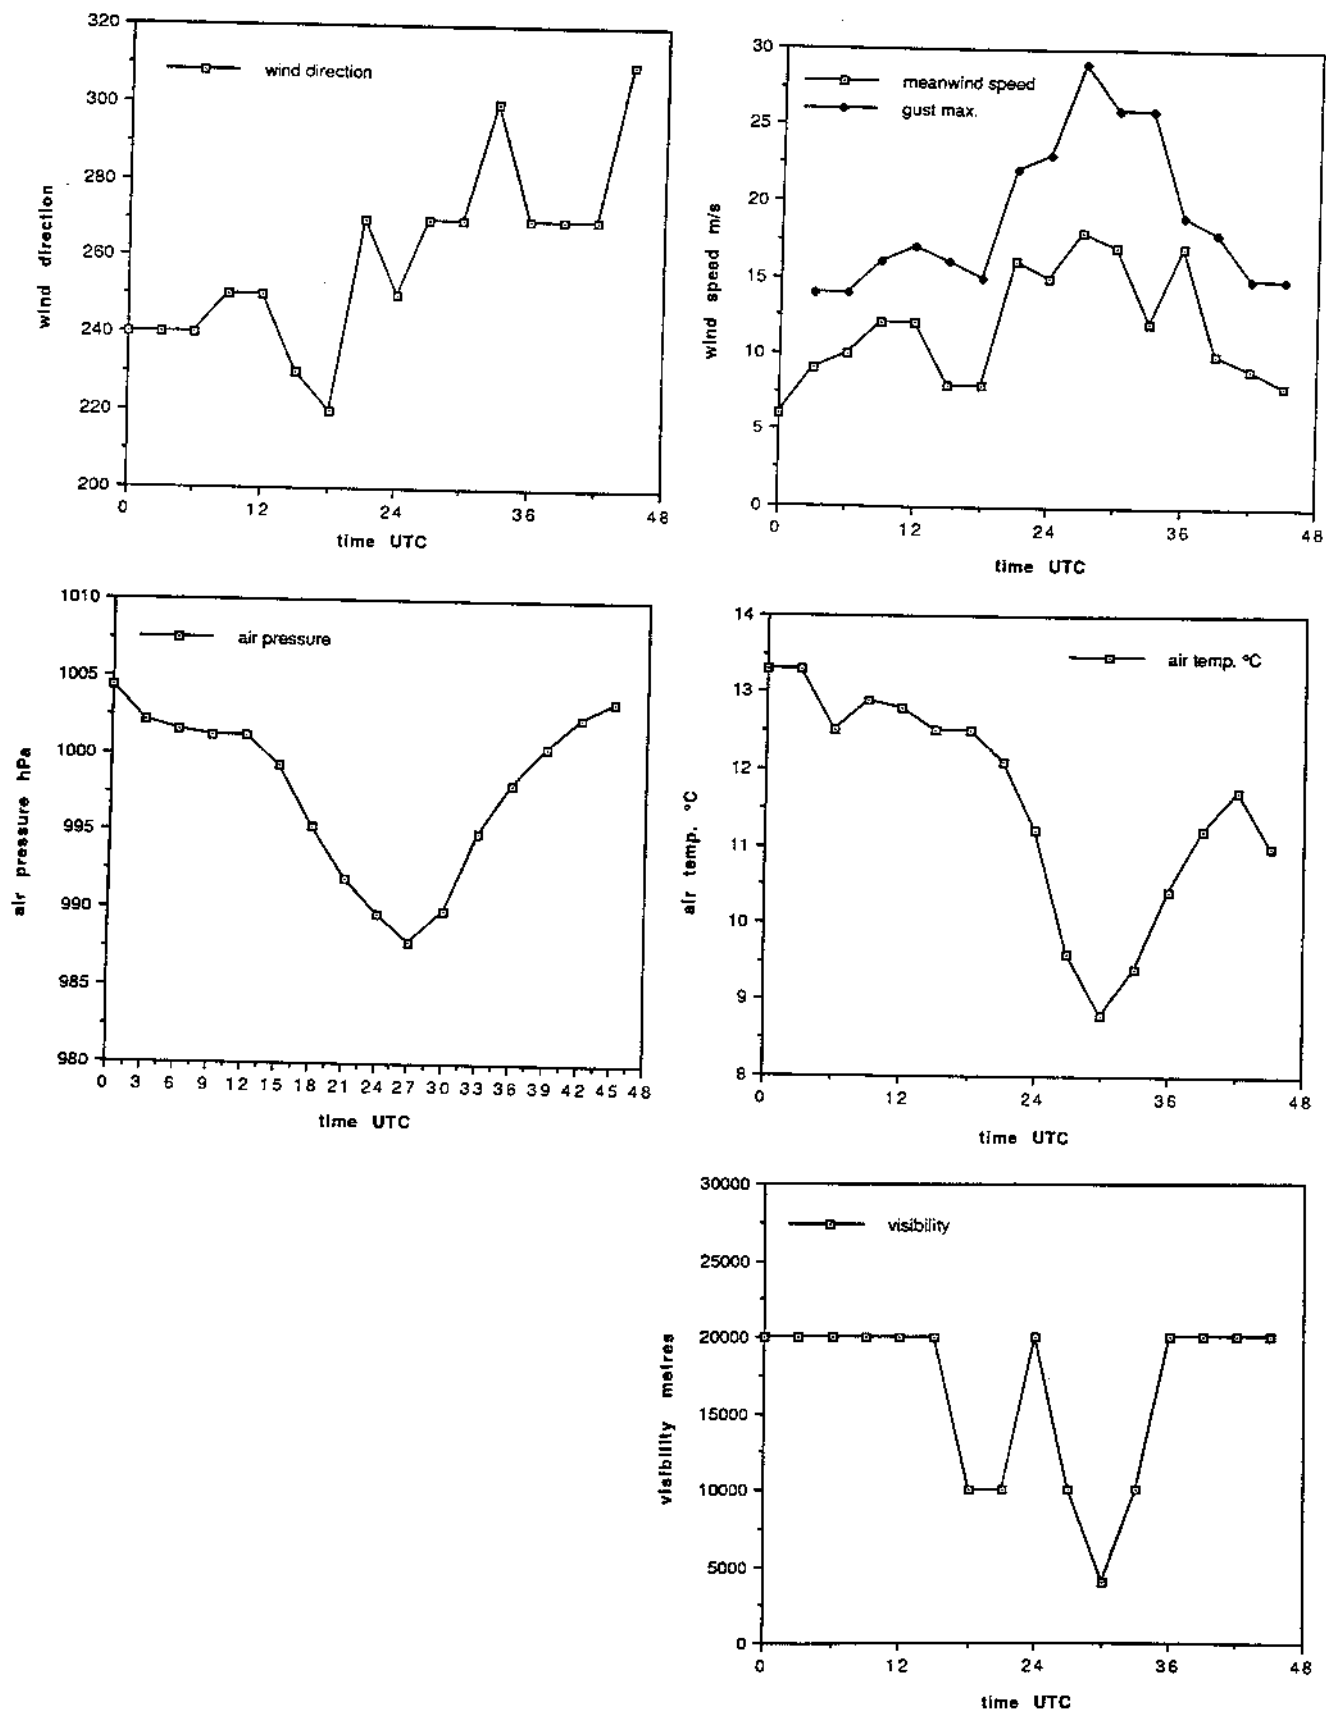 320
300
280
260
240
220
200
wind direction
wind direction
0 12 24 36 48
time UTC
30
25
20
15
10
5
0
wind speed m/s
meanwind speed
gust max.
0 12 24 36 48
time UTC
1010
1005
1000
995
990
985
980
air pressure hPa
air pressure
0 3 6 9 12 15 18 21 24 27 30 33 36 39 42 45 48
time UTC
14
13
12
11
10
9
8
air temp. °C
air temp. °C
0 12 24 36 48
time UTC
30000
25000
20000
15000
10000
5000
0
visibility metres
visibility
0 12 24 36 48
time UTC